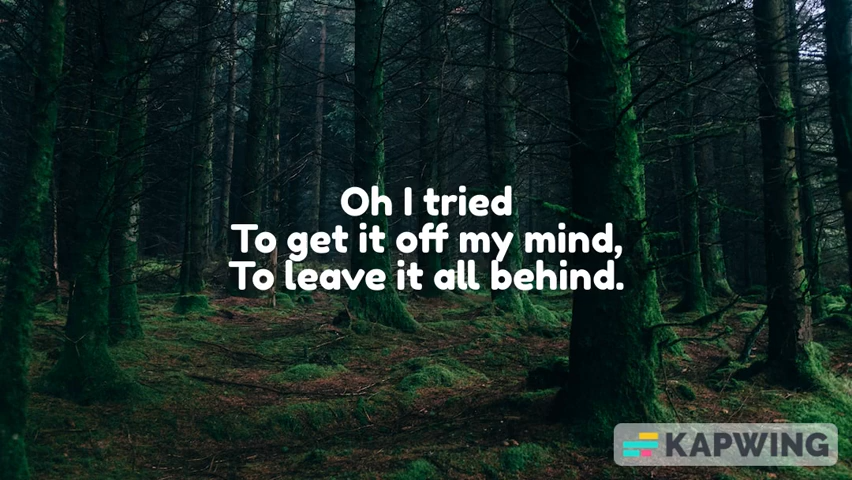 Oh I tried
To get it off my mind,
To leave it all behind.
KAPWING